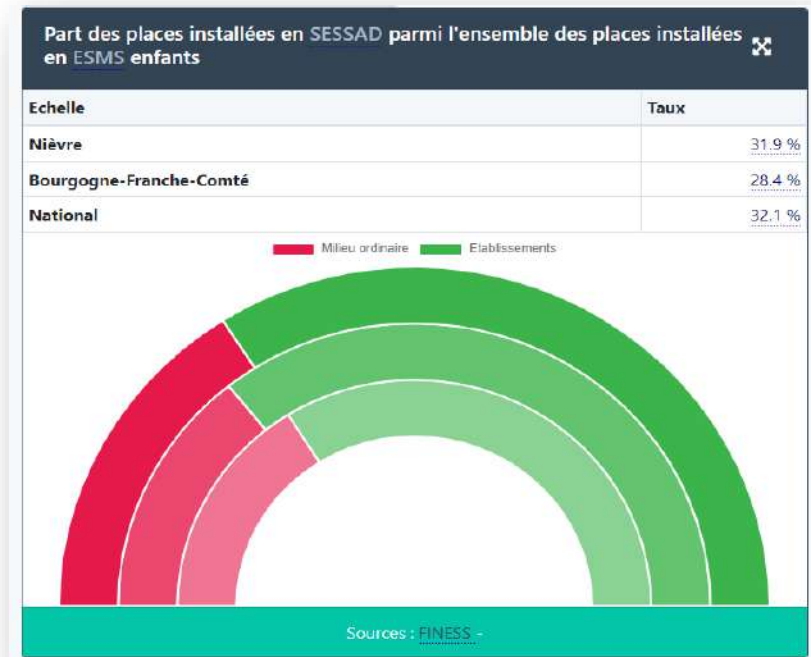 Part des places installées en SESSAD parmi l'ensemble des places installées
en ESMS enfants
Echelle Taux
Nièvre 31.9 %
Bourgogne-Franche-Comté 28.4 %
National 32.1 %
Milieu ordinaire Etablissements
Sources : FINESS -